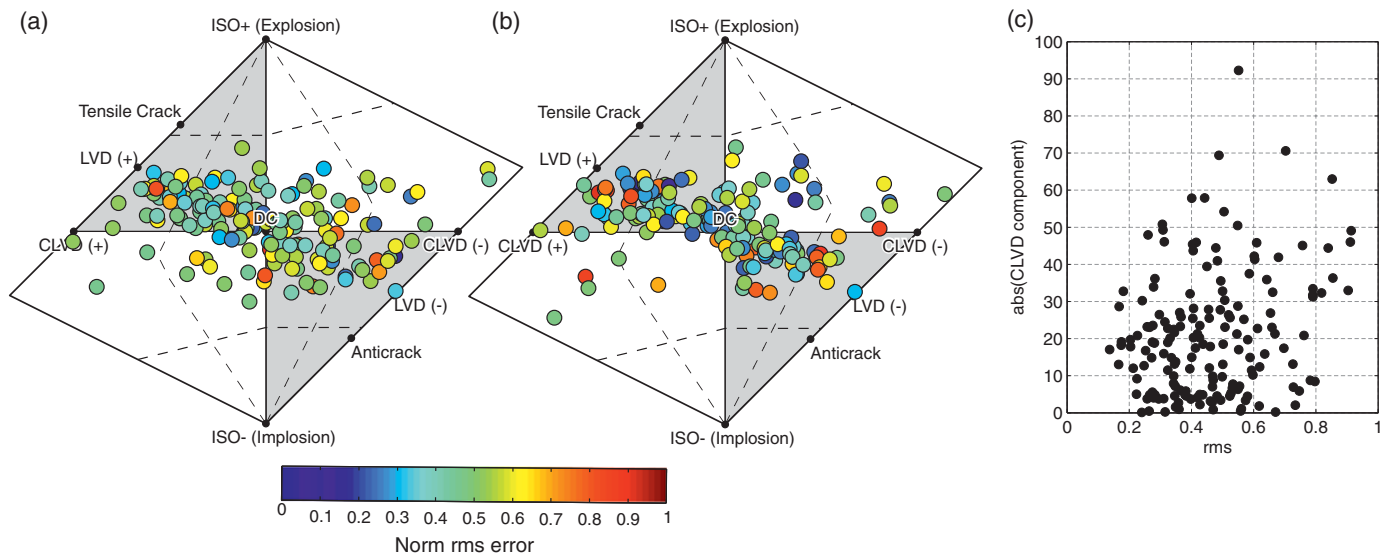 (a)
ISO+ (Explosion)
Tensile Crack
LVD (+)
DC
CLVD (+)
CLVD (-)
LVD (-)
Anticrack
ISO- (Implosion)
(b)
ISO+ (Explosion)
Tensile Crack
LVD (+)
DC
CLVD (+)
CLVD (-)
LVD (-)
Anticrack
ISO- (Implosion)
0 0.1 0.2 0.3 0.4 0.5 0.6 0.7 0.8 0.9 1
Norm rms error
(c)
100
90
80
70
60
50
40
30
20
10
0
abs(CLVD component)
0 0.2 0.4 0.6 0.8 1
rms